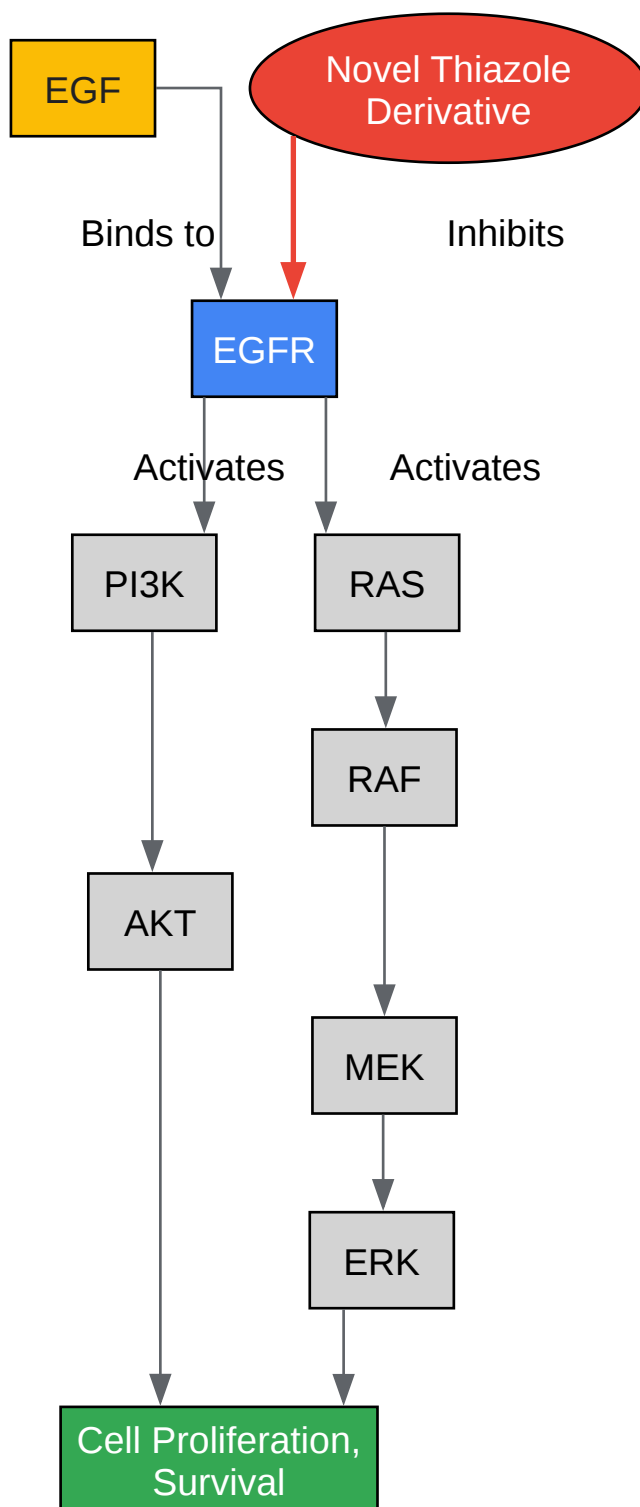 EGF
Novel Thiazole
Derivative
Binds to
Inhibits
EGFR
Activates
Activates
PI3K
RAS
RAF
AKT
MEK
ERK
Cell Proliferation,
Survival